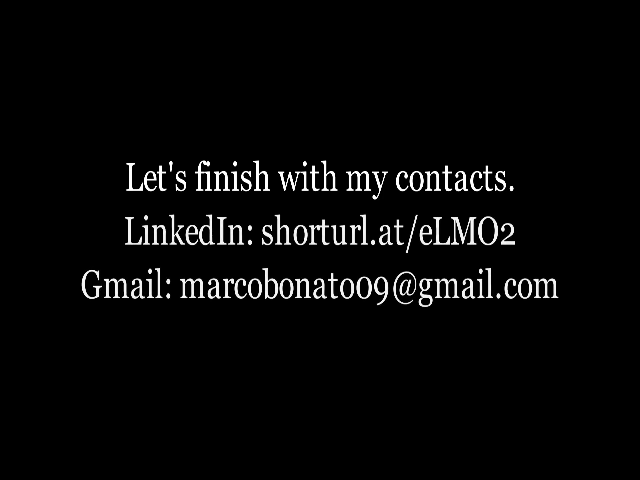 Let's finish with my contacts.
LinkedIn: shorturl.at/eLMO2
Gmail: marcobonato09@gmail.com